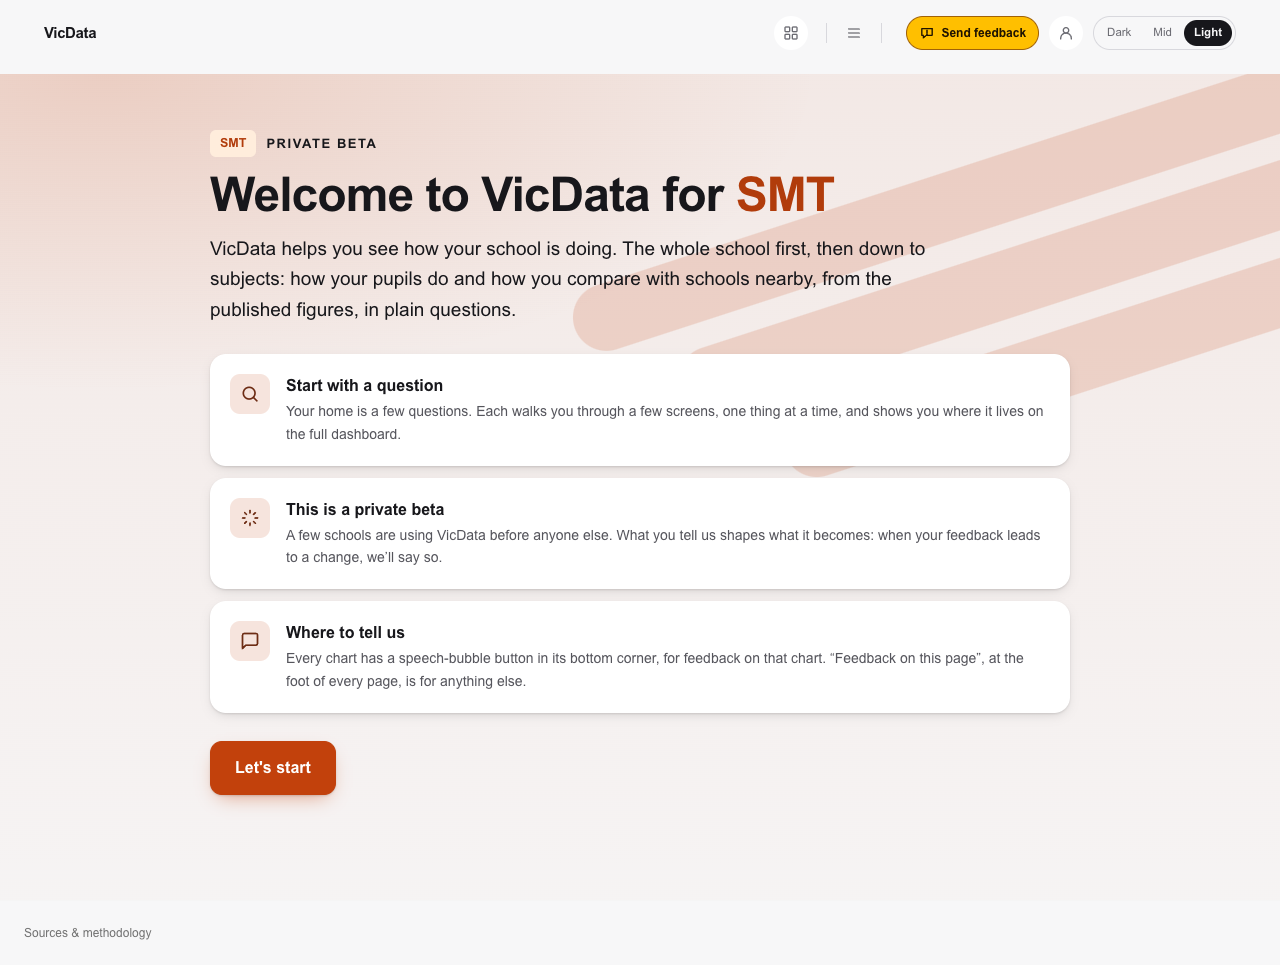 VicData
Send feedback
Dark Mid Light
SMT PRIVATE BETA
Welcome to VicData for SMT
VicData helps you see how your school is doing. The whole school first, then down to
subjects: how your pupils do and how you compare with schools nearby, from the
published figures, in plain questions.
Start with a question
Your home is a few questions. Each walks you through a few screens, one thing at a time, and shows you where it lives on
the full dashboard.
This is a private beta
A few schools are using VicData before anyone else. What you tell us shapes what it becomes: when your feedback leads
to a change, we’ll say so.
Where to tell us
Every chart has a speech-bubble button in its bottom corner, for feedback on that chart. “Feedback on this page”, at the
foot of every page, is for anything else.
Let's start
Sources & methodology